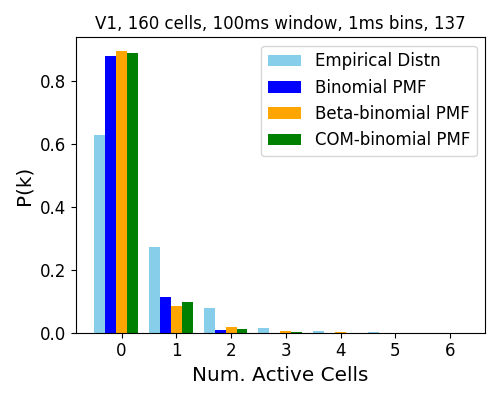 V1, 160 cells, 100ms window, 1ms bins, 137
Empirical Distn
Binomial PMF
Beta-binomial PMF
COM-binomial PMF
P(k)
0.8
0.6
0.4
0.2
0.0
0 1 2 3 4 5 6
Num. Active Cells